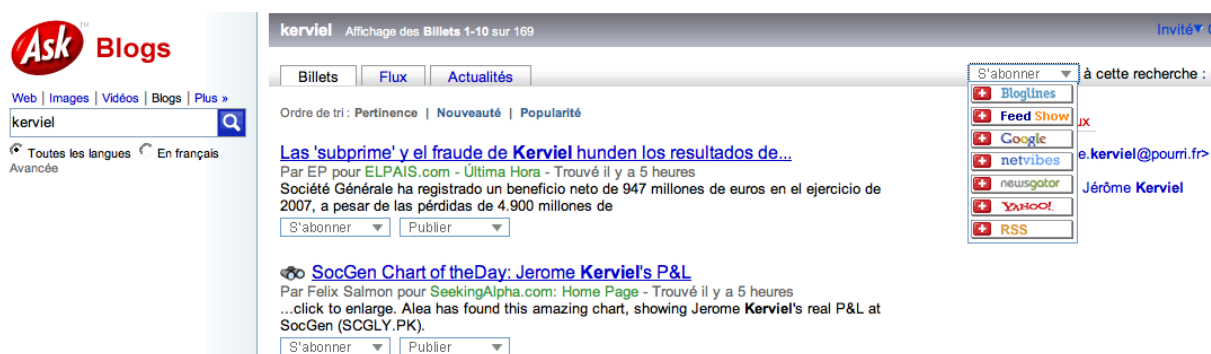 Ask TM Blogs
Web | Images | Vidéos | Blogs | Plus »
kerviel
Toutes les langues En français
Avancée
kerviel Affichage des Billets 1-10 sur 169
Invité
Billets Flux Actualités
S'abonner à cette recherche :
Bloglines
Feed Show
Google
netvibes
newsgator
YAHOO!
RSS
ux
e.kerviel@pourri.fr>
Jérôme Kerviel
Ordre de tri : Pertinence | Nouveauté | Popularité
Las 'subprime' y el fraude de Kerviel hunden los resultados de...
Par EP pour ELPAIS.com - Última Hora - Trouvé il y a 5 heures
Société Générale ha registrado un beneficio neto de 947 millones de euros en el ejercicio de
2007, a pesar de las pérdidas de 4.900 millones de
S'abonner Publier
SocGen Chart of theDay: Jerome Kerviel's P&L
Par Felix Salmon pour SeekingAlpha.com: Home Page - Trouvé il y a 5 heures
...click to enlarge. Alea has found this amazing chart, showing Jerome Kerviel's real P&L at
SocGen (SCGLY.PK).
S'abonner Publier